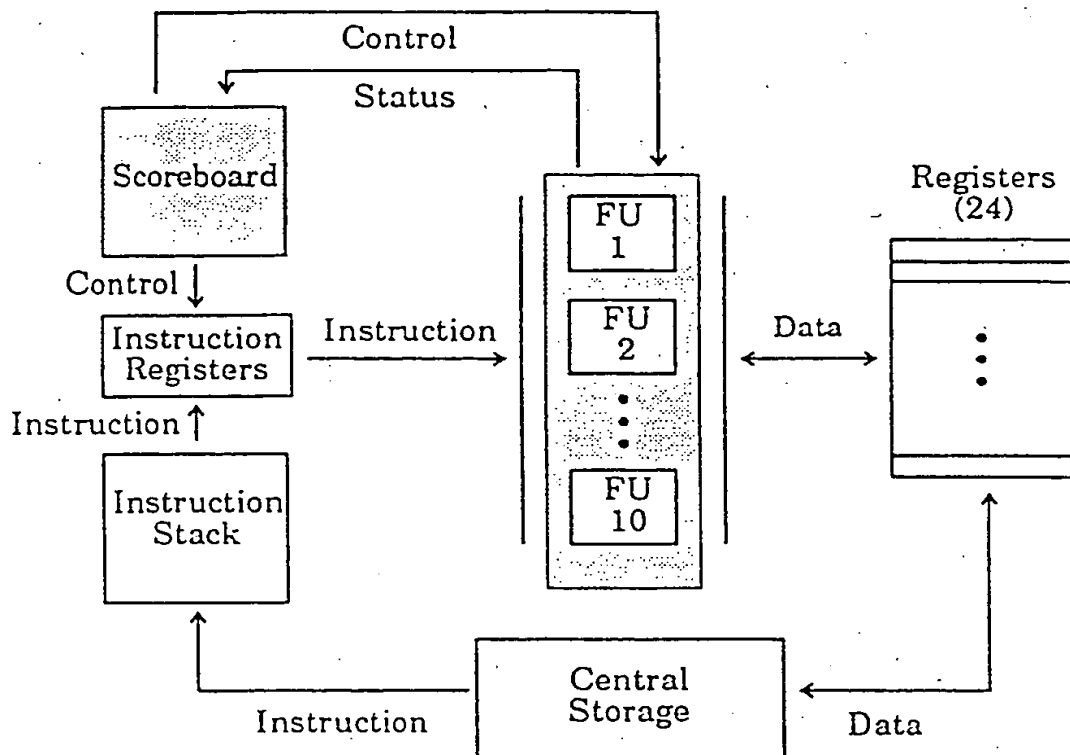 Control
Status
Scoreboard
Registers
(24)
FU
1
Control
Instruction
Registers
Instruction
FU
2
Data
Instruction
Instruction
Stack
FU
10
Central
Storage
Instruction
Data